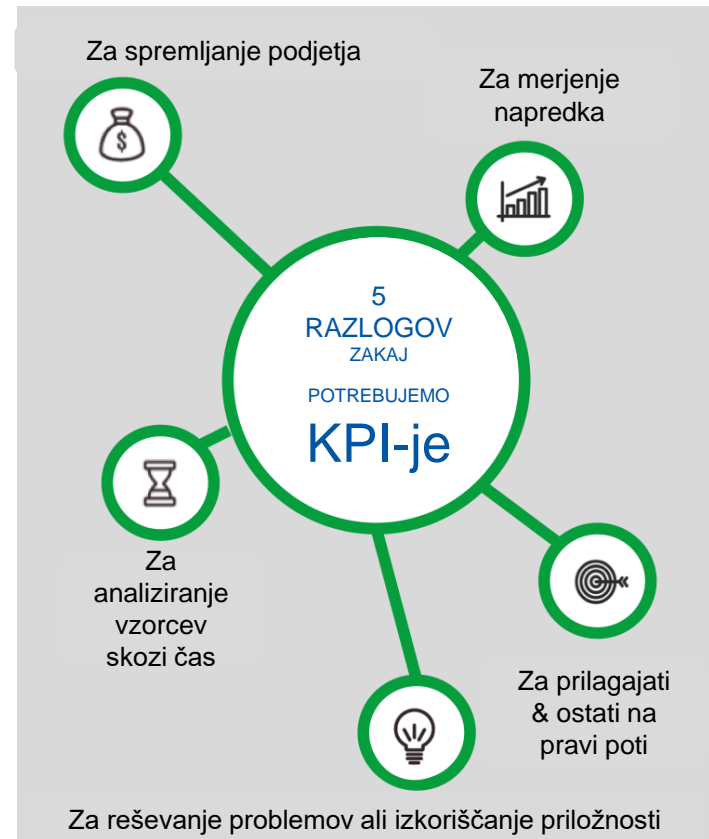 Za spremljanje podjetja
Za merjenje
napredka
$
5
RAZLOGOV
ZAKAJ
POTREBUJEMO
KPI-je
Za
analiziranje
vzorcev
skozi čas
Za prilagajati
& ostati na
pravi poti
Za reševanje problemov ali izkoriščanje priložnosti